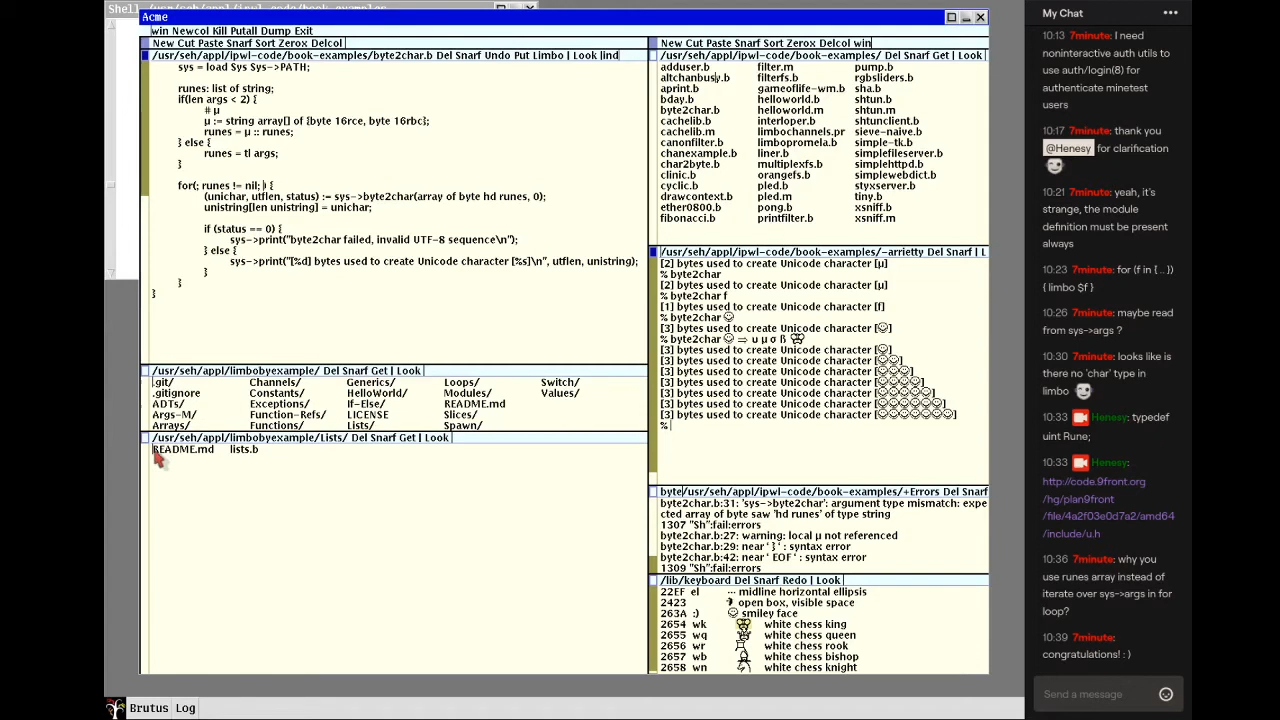 Shell
Acme
win Newcol Kill Putall Dump Exit
New Cut Paste Snarf Sort Zerox Delcol
/usr/seh/appl/ipwl-code/book-examples/byte2char.b Del Snarf Undo Put Limbo | Look |ind
sys = load Sys Sys->PATH;
runes: list of string;
if(len args < 2) {
# µ
µ := string array[] of {byte 16rce, byte 16rbc};
runes = µ :: runes;
} else {
runes = tl args;
}
for(; runes != nil; ) {
(unichar, utflen, status) := sys->byte2char(array of byte hd runes, 0);
unistring[len unistring] = unichar;
if (status == 0) {
sys->print("byte2char failed, invalid UTF-8 sequence\n");
} else {
sys->print("[%d] bytes used to create Unicode character [%s]\n", utflen, unistring);
}
}
}
/usr/seh/appl/limbobyexample/ Del Snarf Get | Look
.git/ Channels/ Generics/ Loops/ Switch/
.gitignore Constants/ HelloWorld/ Modules/ Values/
ADTs/ Exceptions/ If-Else/ README.md
Args-M/ Function-Refs/ LICENSE Slices/
Arrays/ Functions/ Lists/ Spawn/
/usr/seh/appl/limbobyexample/Lists/ Del Snarf Get | Look
README.md lists.b
New Cut Paste Snarf Sort Zerox Delcol win
/usr/seh/appl/ipwl-code/book-examples/ Del Snarf Get | Look
adduser.b filter.m pump.b
altchanbusy.b filterfs.b rgbsliders.b
aprint.b gameoflife-wm.b sha.b
bday.b helloworld.b shtun.b
byte2char.b helloworld.m shtun.m
cachelib.b interloper.b shtunclient.b
cachelib.m limbochannels.pr sieve-naive.b
canonfilter.b limbopromela.b simple-tk.b
chanexample.b liner.b simplefileserver.b
char2byte.b liner.m simplehttpd.b
clinic.b multiplexfs.b simplewebdict.b
cyclic.b orangefs.b styxserver.b
drawcontext.b pled.b tiny.b
ether0800.b pled.m xsniff.b
fibonacci.b pong.b xsniff.m
printfilter.b
/usr/seh/appl/ipwl-code/book-examples/-arrietty Del Snarf | L
[2] bytes used to create Unicode character [µ]
% byte2char
[2] bytes used to create Unicode character [µ]
% byte2char f
[1] bytes used to create Unicode character [f]
% byte2char ☺
[3] bytes used to create Unicode character [☺]
% byte2char ☺ ⇒ υ µ σ ß ♔
[3] bytes used to create Unicode character [☺]
[3] bytes used to create Unicode character [☺☺]
[3] bytes used to create Unicode character [☺☺☺]
[3] bytes used to create Unicode character [☺☺☺☺]
[3] bytes used to create Unicode character [☺☺☺☺☺]
[3] bytes used to create Unicode character [☺☺☺☺☺☺]
[3] bytes used to create Unicode character [☺☺☺☺☺☺☺]
%
byte/usr/seh/appl/ipwl-code/book-examples/+Errors Del Snarf
byte2char.b:31: 'sys->byte2char': argument type mismatch: expe
cted array of byte saw 'hd runes' of type string
1307 "Sh":fail:errors
byte2char.b:27: warning: local µ not referenced
byte2char.b:29: near ‘ } ‘ : syntax error
byte2char.b:42: near ‘ EOF ‘ : syntax error
1309 "Sh":fail:errors
/lib/keyboard Del Snarf Redo | Look
22EF el ⋯ midline horizontal ellipsis
2423 open box, visible space
263A :) ☺ smiley face
2654 wk ♔ white chess king
2655 wq ♕ white chess queen
2656 wr ♖ white chess rook
2657 wb ♗ white chess bishop
2658 wn ♘ white chess knight
Brutus Log
My Chat •••
10:13 7minute: I need
noninteractive auth utils to
use auth/login(8) for
authenticate minetest
users
10:17 7minute: thank you
@Henesy for clarification
10:21 7minute: yeah, it's
strange, the module
definition must be present
always
10:23 7minute: for (f in { .. })
{ limbo $f }
10:26 7minute: maybe read
from sys->args ?
10:30 7minute: looks like is
there no 'char' type in
limbo
10:33 Henesy: typedef
uint Rune;
10:33 Henesy:
http://code.9front.org
/hg/plan9front
/file/4a2f03e0d7a2/amd64
/include/u.h
10:36 7minute: why you
use runes array instead of
iterate over sys->args in for
loop?
10:39 7minute:
congratulations! : )
Send a message